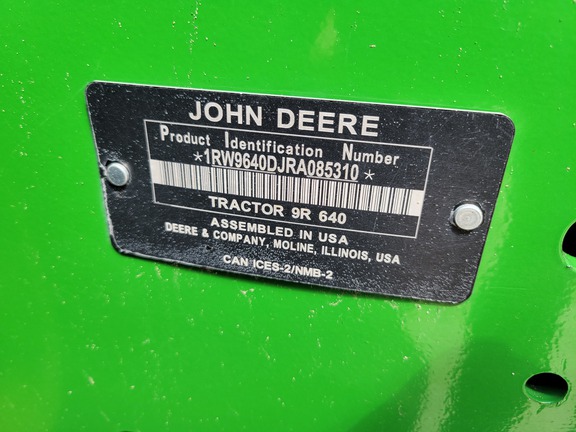 JOHN DEERE
Product Identification Number
*1RW9640DJRA085310*
TRACTOR 9R 640
ASSEMBLED IN USA
DEERE & COMPANY, MOLINE, ILLINOIS, USA
CAN ICES-2/NMB-2